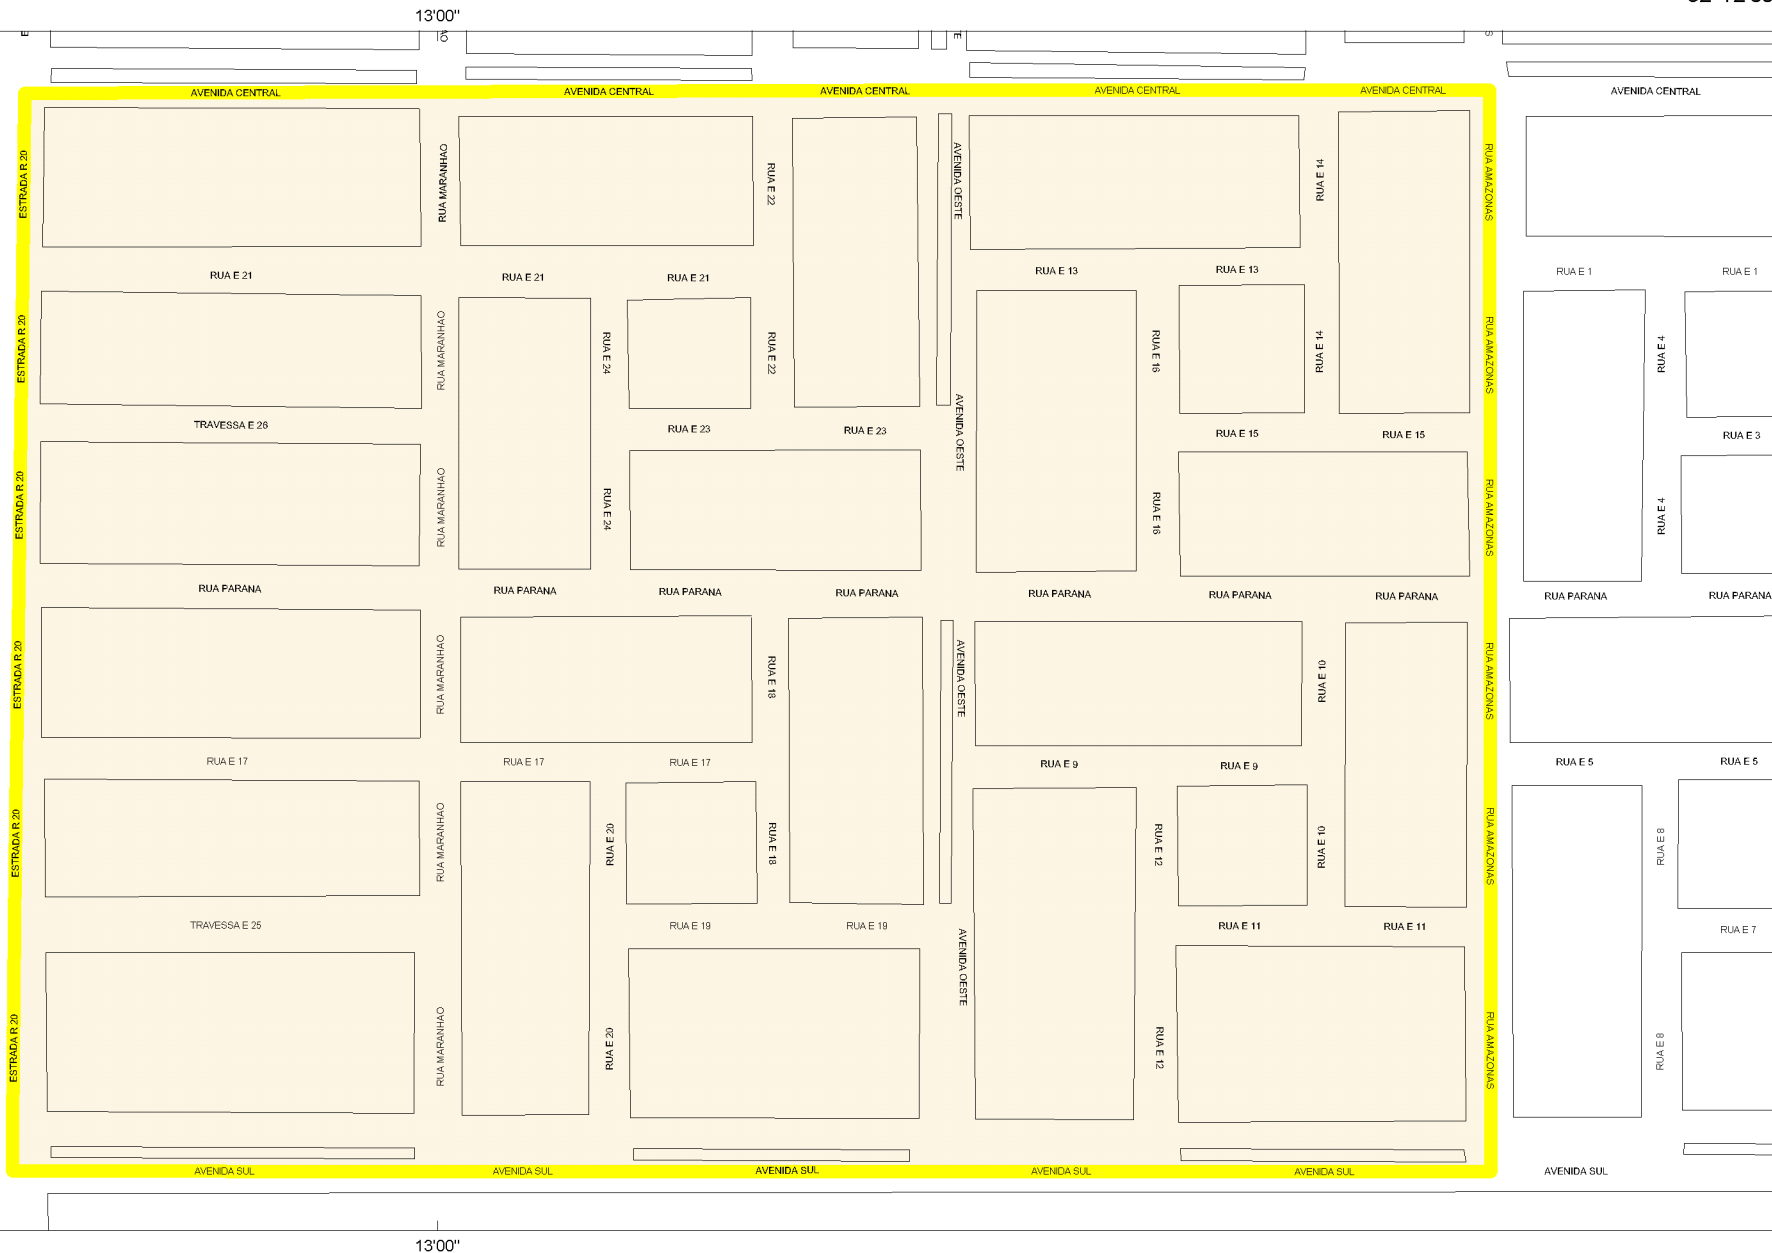 13'00"
AVENIDA CENTRAL AVENIDA CENTRAL AVENIDA CENTRAL AVENIDA CENTRAL AVENIDA CENTRAL AVENIDA CENTRAL
ESTRADA R 20 RUA MARANHAO RUA E 22 AVENIDA OESTE RUA E 14 RUA AMAZONAS
RUA E 21 RUA E 21 RUA E 21 RUA E 13 RUA E 13 RUA E 1 RUA E 1
ESTRADA R 20 RUA MARANHAO RUA E 24 RUA E 22 RUA E 16 RUA E 14 RUA AMAZONAS RUA E 4
TRAVESSA E 26 RUA E 23 RUA E 23 AVENIDA OESTE RUA E 15 RUA E 15 RUA E 3
ESTRADA R 20 RUA MARANHAO RUA E 24 RUA E 16 RUA AMAZONAS RUA E 4
RUA PARANA RUA PARANA RUA PARANA RUA PARANA RUA PARANA RUA PARANA RUA PARANA RUA PARANA RUA PARANA
ESTRADA R 20 RUA MARANHAO RUA E 18 AVENIDA OESTE RUA E 10 RUA AMAZONAS
RUA E 17 RUA E 17 RUA E 17 RUA E 9 RUA E 9 RUA E 5 RUA E 5
ESTRADA R 20 RUA MARANHAO RUA E 20 RUA E 18 RUA E 12 RUA E 10 RUA AMAZONAS RUA E 8
TRAVESSA E 25 RUA E 19 RUA E 19 RUA E 11 RUA E 11 RUA E 7
ESTRADA R 20 RUA MARANHAO RUA E 20 AVENIDA OESTE RUA E 12 RUA AMAZONAS RUA E 8
AVENIDA SUL AVENIDA SUL AVENIDA SUL AVENIDA SUL AVENIDA SUL AVENIDA SUL
13'00"